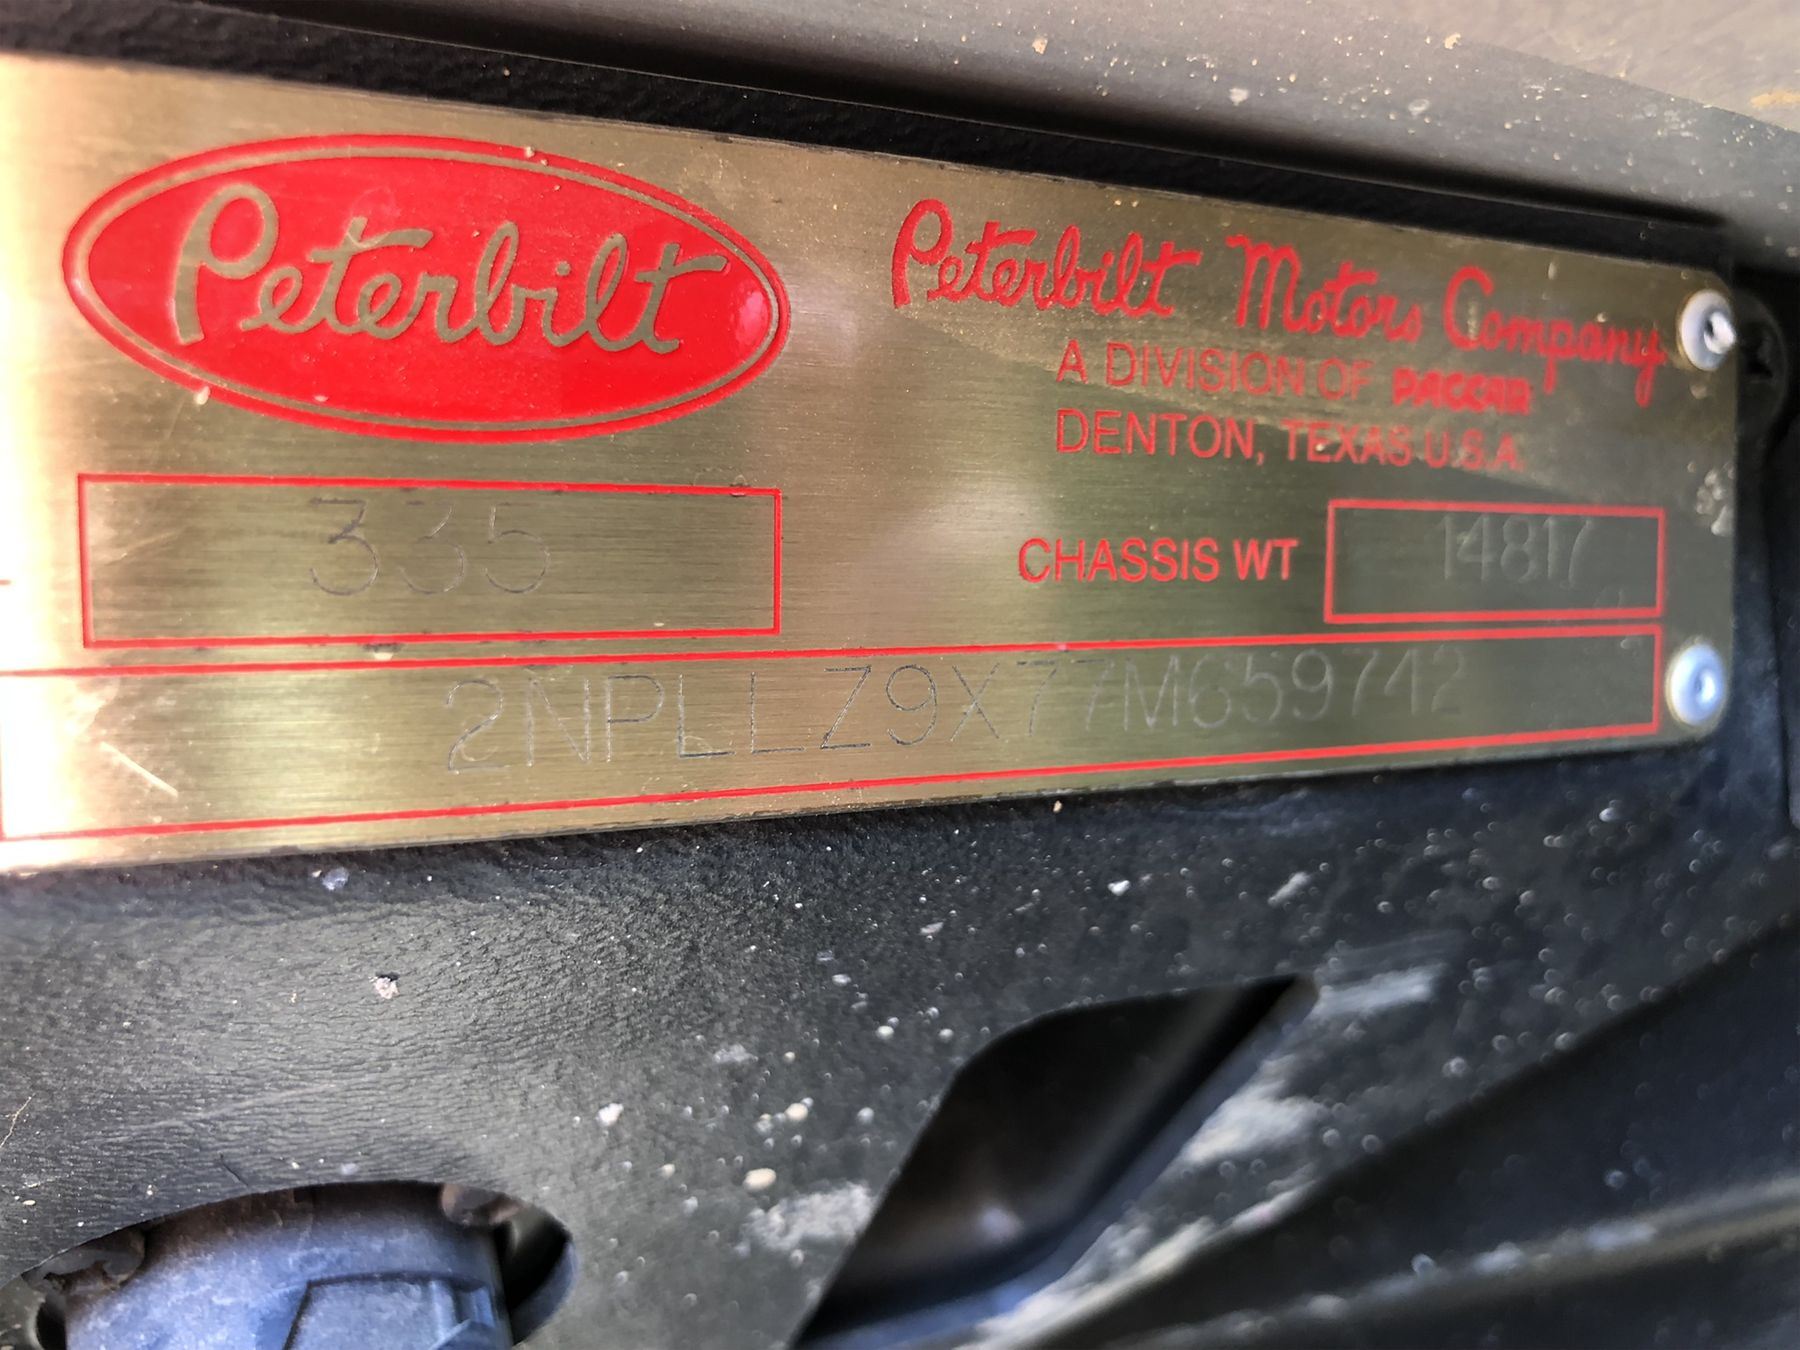 Peterbilt
Peterbilt Motors Company
A DIVISION OF PACCAR
DENTON, TEXAS U.S.A.
335
CHASSIS WT 14817
2NPLLZ9X77M659742